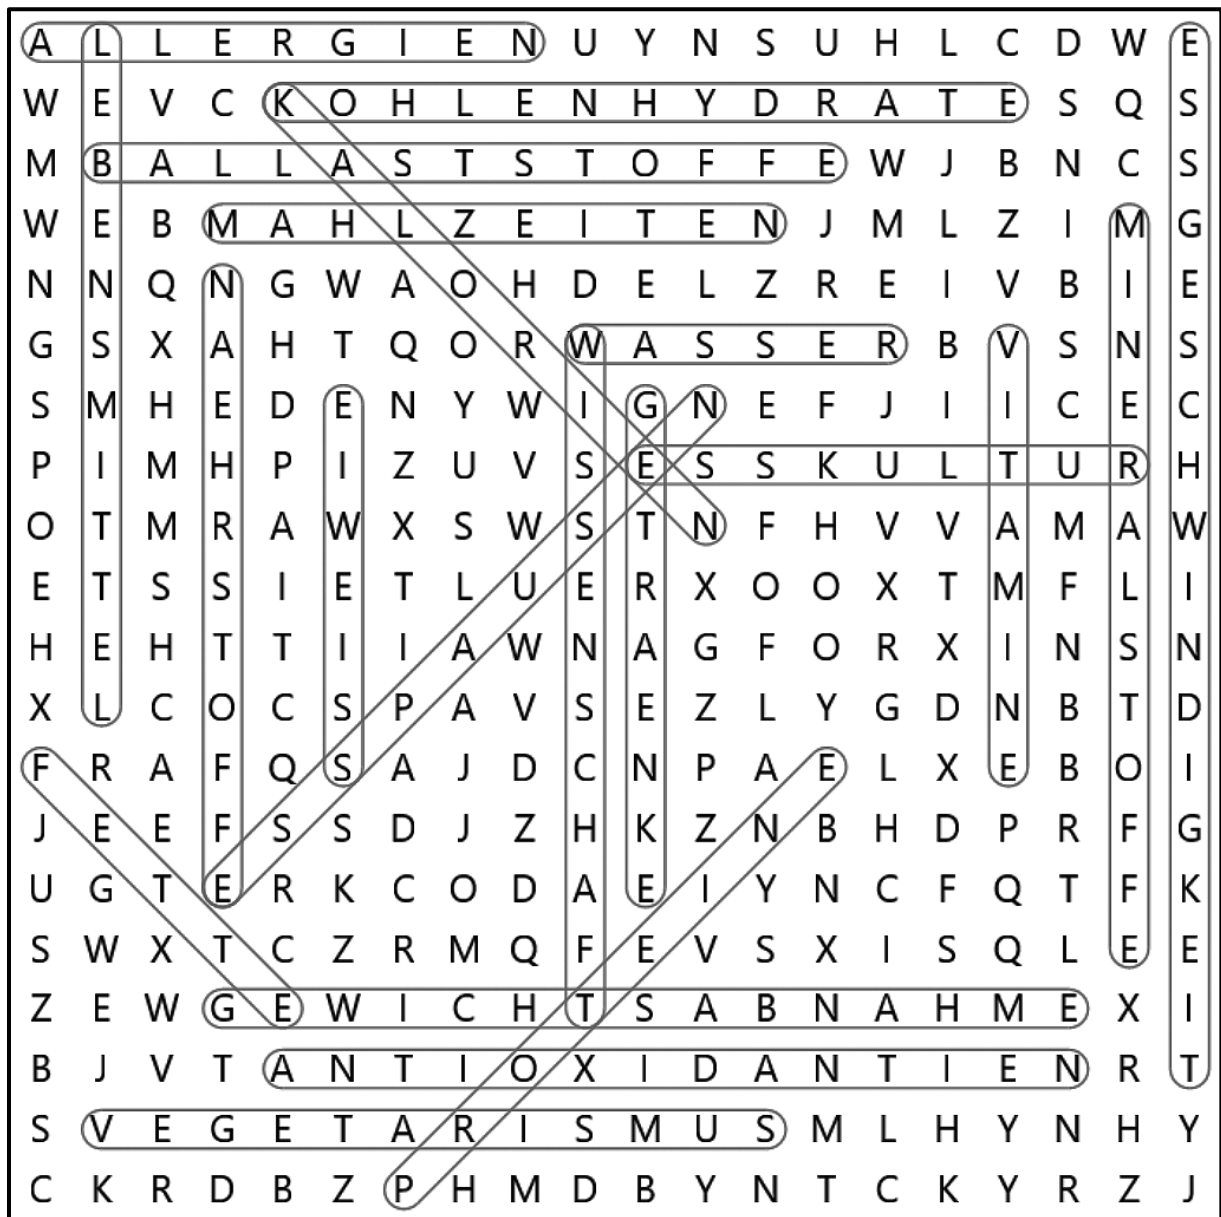 A L L E R G I E N U Y N S U H L C D W E
W E V C K O H L E N H Y D R A T E S Q S
M B A L L A S T S T O F F E W J B N C S
W E B M A H L Z E I T E N J M L Z I M G
N N Q N G W A O H D E L Z R E I V B I E
G S X A H T Q O R W A S S E R B V S N S
S M H E D E N Y W I G N E F J I I C E C
P I M H P I Z U V S E S S K U L T U R H
O T M R A W X S W S T N F H V V A M A W
E T S S I E T L U E R X O O X T M F L I
H E H T T I I A W N A G F O R X I N S N
X L C O C S P A V S E Z L Y G D N B T D
F R A F Q S A J D C N P A E L X E B O I
J E E F S S D J Z H K Z N B H D P R F G
U G T E R K C O D A E I Y N C F Q T F K
S W X T C Z R M Q F E V S X I S Q L E E
Z E W G E W I C H T S A B N A H M E X I
B J V T A N T I O X I D A N T I E N R T
S V E G E T A R I S M U S M L H Y N H Y
C K R D B Z P H M D B Y N T C K Y R Z J